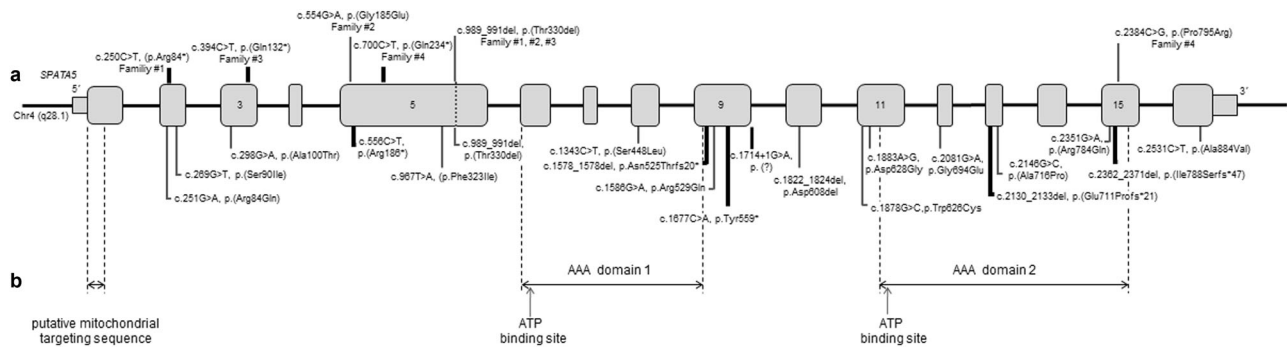 c.554G>A, p.(Gly185Glu)
Family #2
c.250C>T, (p.Arg84*)
Familiy #1
c.394C>T, p.(Gln132*)
Family #3
c.700C>T, p.(Gln234*)
Family #4
c.989_991del, p.(Thr330del)
Family #1, #2, #3
c.2384C>G, p.(Pro795Arg)
Family #4
a
SPATA5
5´
3´
Chr4 (q28.1)
3
5
9
11
15
c.298G>A, p.(Ala100Thr)
c.269G>T, p.(Ser90Ile)
c.251G>A, p.(Arg84Gln)
c.556C>T,
p.(Arg186*)
c.967T>A, (p.Phe323Ile)
c.989_991del,
p.(Thr330del)
c.1343C>T, p.(Ser448Leu)
c.1578_1578del, p.Asn525Thrfs20*
c.1586G>A, p.Arg529Gln
c.1677C>A, p.Tyr559*
c.1714+1G>A,
p. (?)
c.1822_1824del,
p.Asp608del
c.1883A>G,
p.Asp628Gly
c.1878G>C,p.Trp626Cys
c.2081G>A,
p.Gly694Glu
c.2146G>C,
p.(Ala716Pro)
c.2130_2133del, p.(Glu711Profs*21)
c.2351G>A,
p.(Arg784Gln)
c.2362_2371del, p.(Ile788Serfs*47)
c.2531C>T, p.(Ala884Val)
b
AAA domain 1
AAA domain 2
putative mitochondrial
targeting sequence
ATP
binding site
ATP
binding site